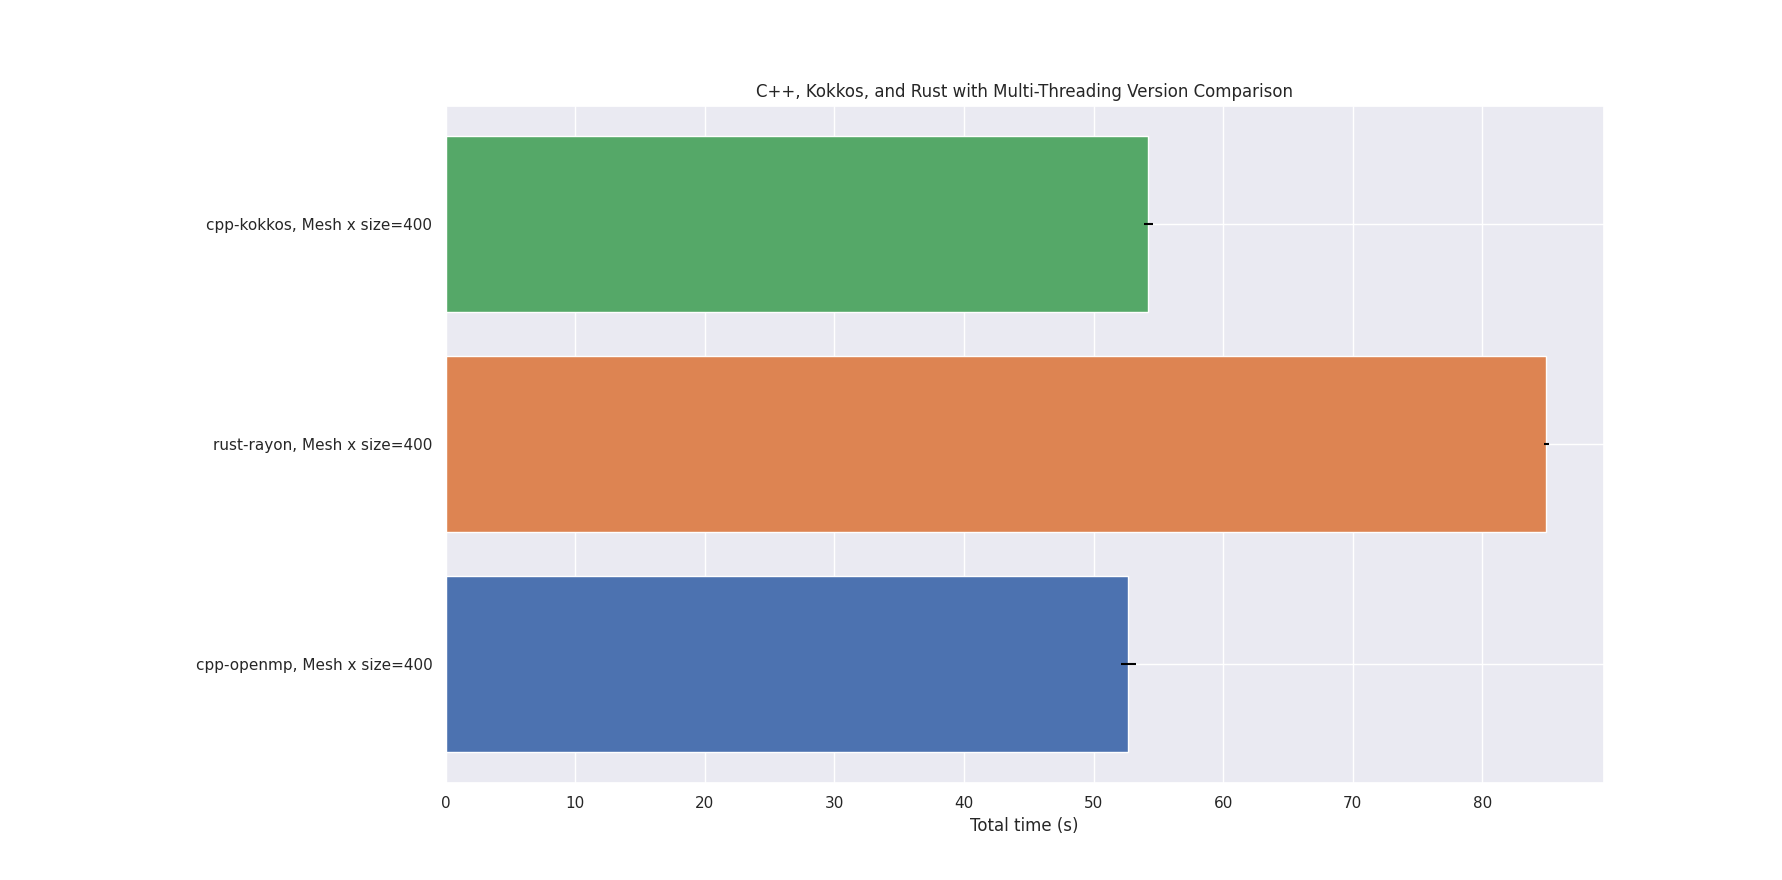 C++, Kokkos, and Rust with Multi-Threading Version Comparison
cpp-kokkos, Mesh x size=400
rust-rayon, Mesh x size=400
cpp-openmp, Mesh x size=400
0 10 20 30 40 50 60 70 80
Total time (s)